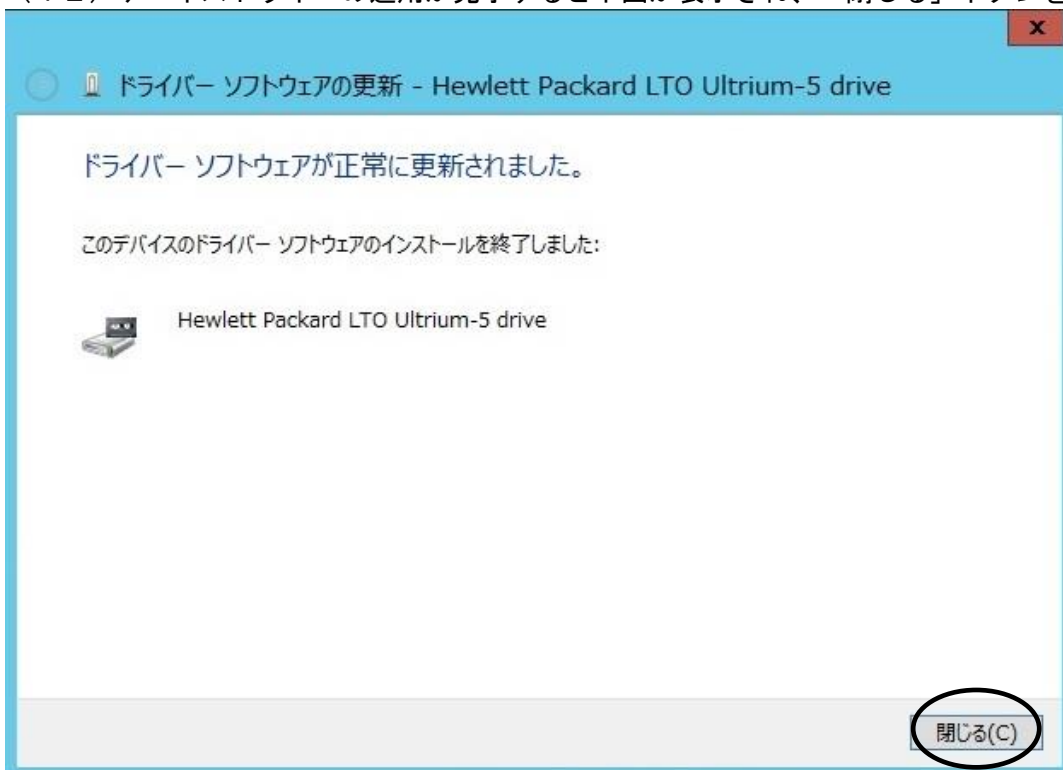 ドライバー ソフトウェアの更新 - Hewlett Packard LTO Ultrium-5 drive
ドライバー ソフトウェアが正常に更新されました。
このデバイスのドライバー ソフトウェアのインストールを終了しました:
Hewlett Packard LTO Ultrium-5 drive
閉じる(C)